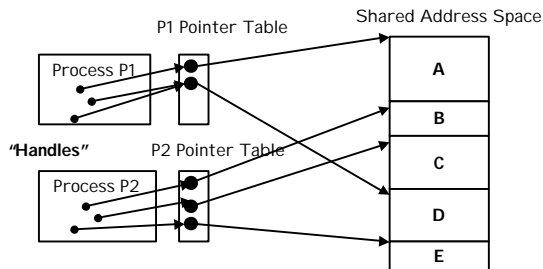 Shared Address Space
P1 Pointer Table
Process P1
A
B
"Handles"
P2 Pointer Table
C
Process P2
D
E